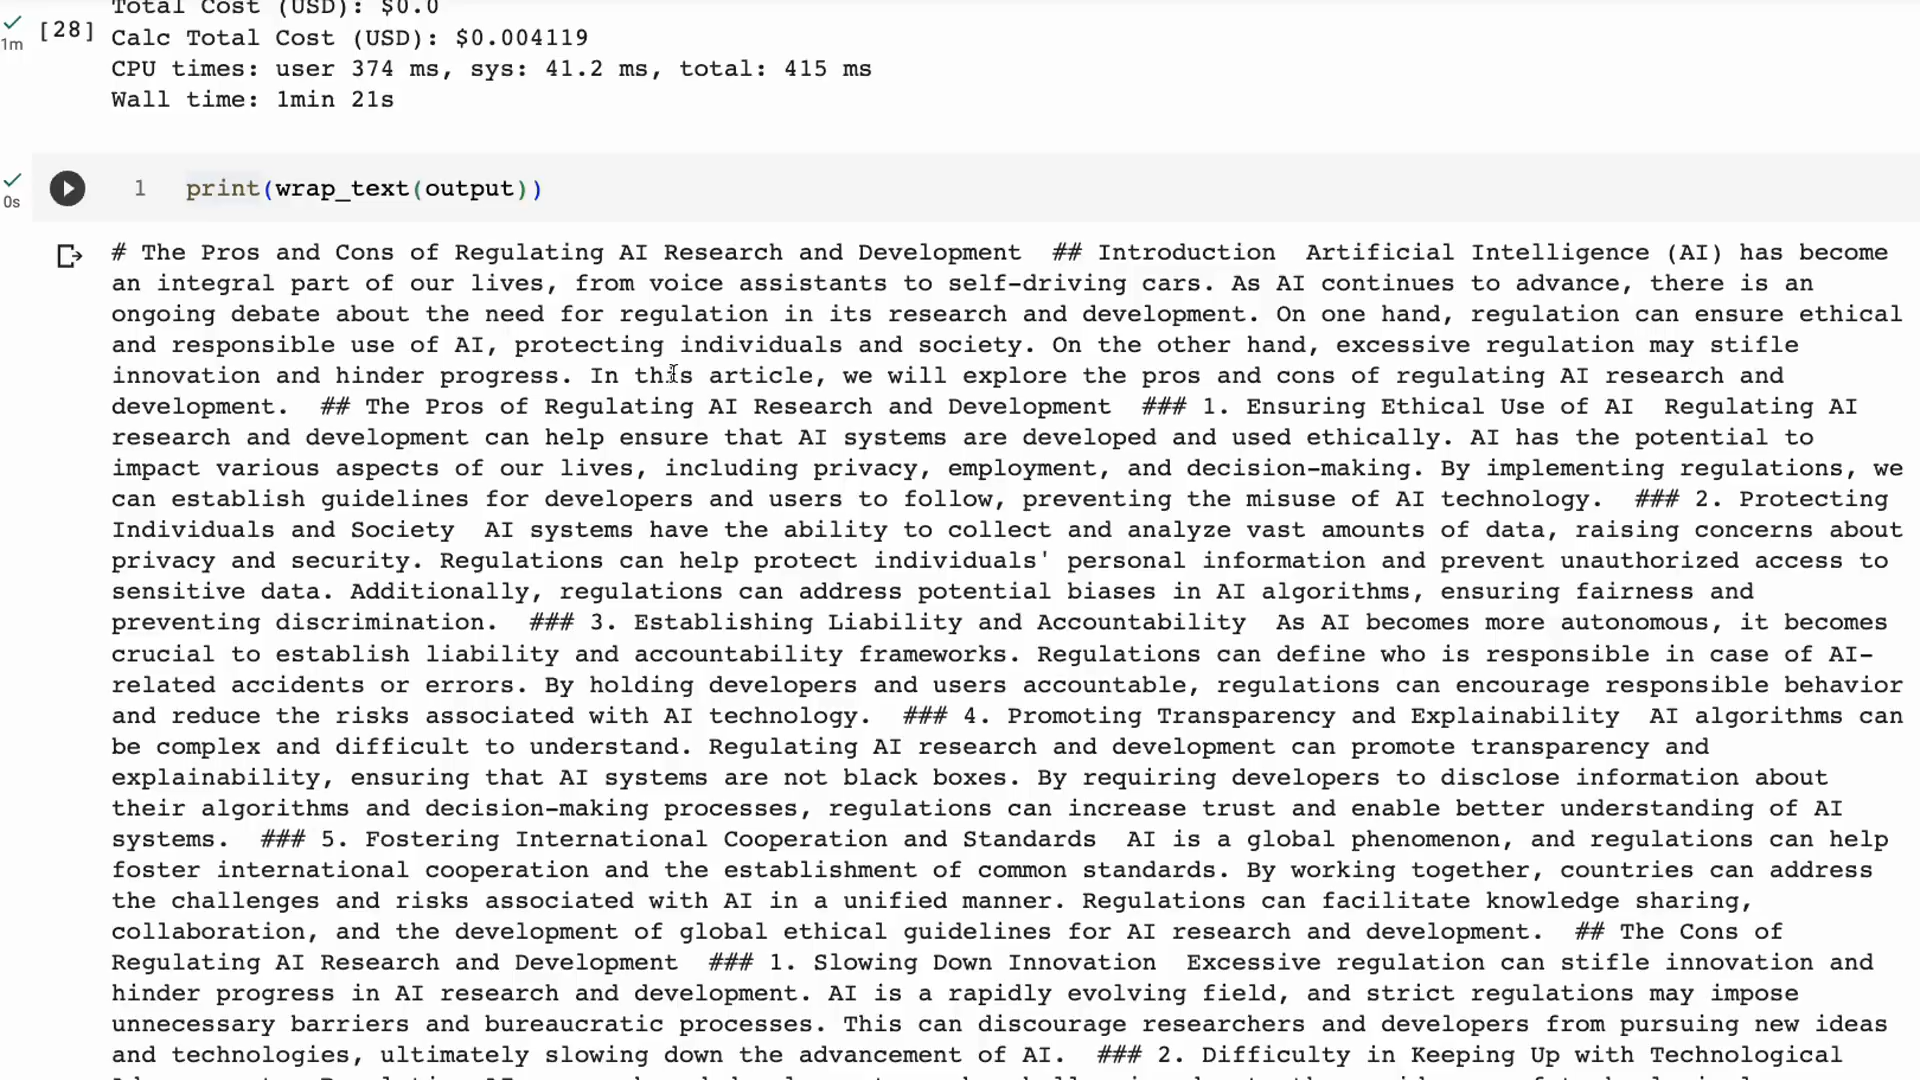 Total Cost (USD): $0.0
[28] Calc Total Cost (USD): $0.004119
1m
CPU times: user 374 ms, sys: 41.2 ms, total: 415 ms
Wall time: 1min 21s
1 print(wrap_text(output))
0s
# The Pros and Cons of Regulating AI Research and Development  ## Introduction  Artificial Intelligence (AI) has become
an integral part of our lives, from voice assistants to self-driving cars. As AI continues to advance, there is an
ongoing debate about the need for regulation in its research and development. On one hand, regulation can ensure ethical
and responsible use of AI, protecting individuals and society. On the other hand, excessive regulation may stifle
innovation and hinder progress. In this article, we will explore the pros and cons of regulating AI research and
development.  ## The Pros of Regulating AI Research and Development  ### 1. Ensuring Ethical Use of AI  Regulating AI
research and development can help ensure that AI systems are developed and used ethically. AI has the potential to
impact various aspects of our lives, including privacy, employment, and decision-making. By implementing regulations, we
can establish guidelines for developers and users to follow, preventing the misuse of AI technology.  ### 2. Protecting
Individuals and Society  AI systems have the ability to collect and analyze vast amounts of data, raising concerns about
privacy and security. Regulations can help protect individuals' personal information and prevent unauthorized access to
sensitive data. Additionally, regulations can address potential biases in AI algorithms, ensuring fairness and
preventing discrimination.  ### 3. Establishing Liability and Accountability  As AI becomes more autonomous, it becomes
crucial to establish liability and accountability frameworks. Regulations can define who is responsible in case of AI-
related accidents or errors. By holding developers and users accountable, regulations can encourage responsible behavior
and reduce the risks associated with AI technology.  ### 4. Promoting Transparency and Explainability  AI algorithms can
be complex and difficult to understand. Regulating AI research and development can promote transparency and
explainability, ensuring that AI systems are not black boxes. By requiring developers to disclose information about
their algorithms and decision-making processes, regulations can increase trust and enable better understanding of AI
systems.  ### 5. Fostering International Cooperation and Standards  AI is a global phenomenon, and regulations can help
foster international cooperation and the establishment of common standards. By working together, countries can address
the challenges and risks associated with AI in a unified manner. Regulations can facilitate knowledge sharing,
collaboration, and the development of global ethical guidelines for AI research and development.  ## The Cons of
Regulating AI Research and Development  ### 1. Slowing Down Innovation  Excessive regulation can stifle innovation and
hinder progress in AI research and development. AI is a rapidly evolving field, and strict regulations may impose
unnecessary barriers and bureaucratic processes. This can discourage researchers and developers from pursuing new ideas
and technologies, ultimately slowing down the advancement of AI.  ### 2. Difficulty in Keeping Up with Technological